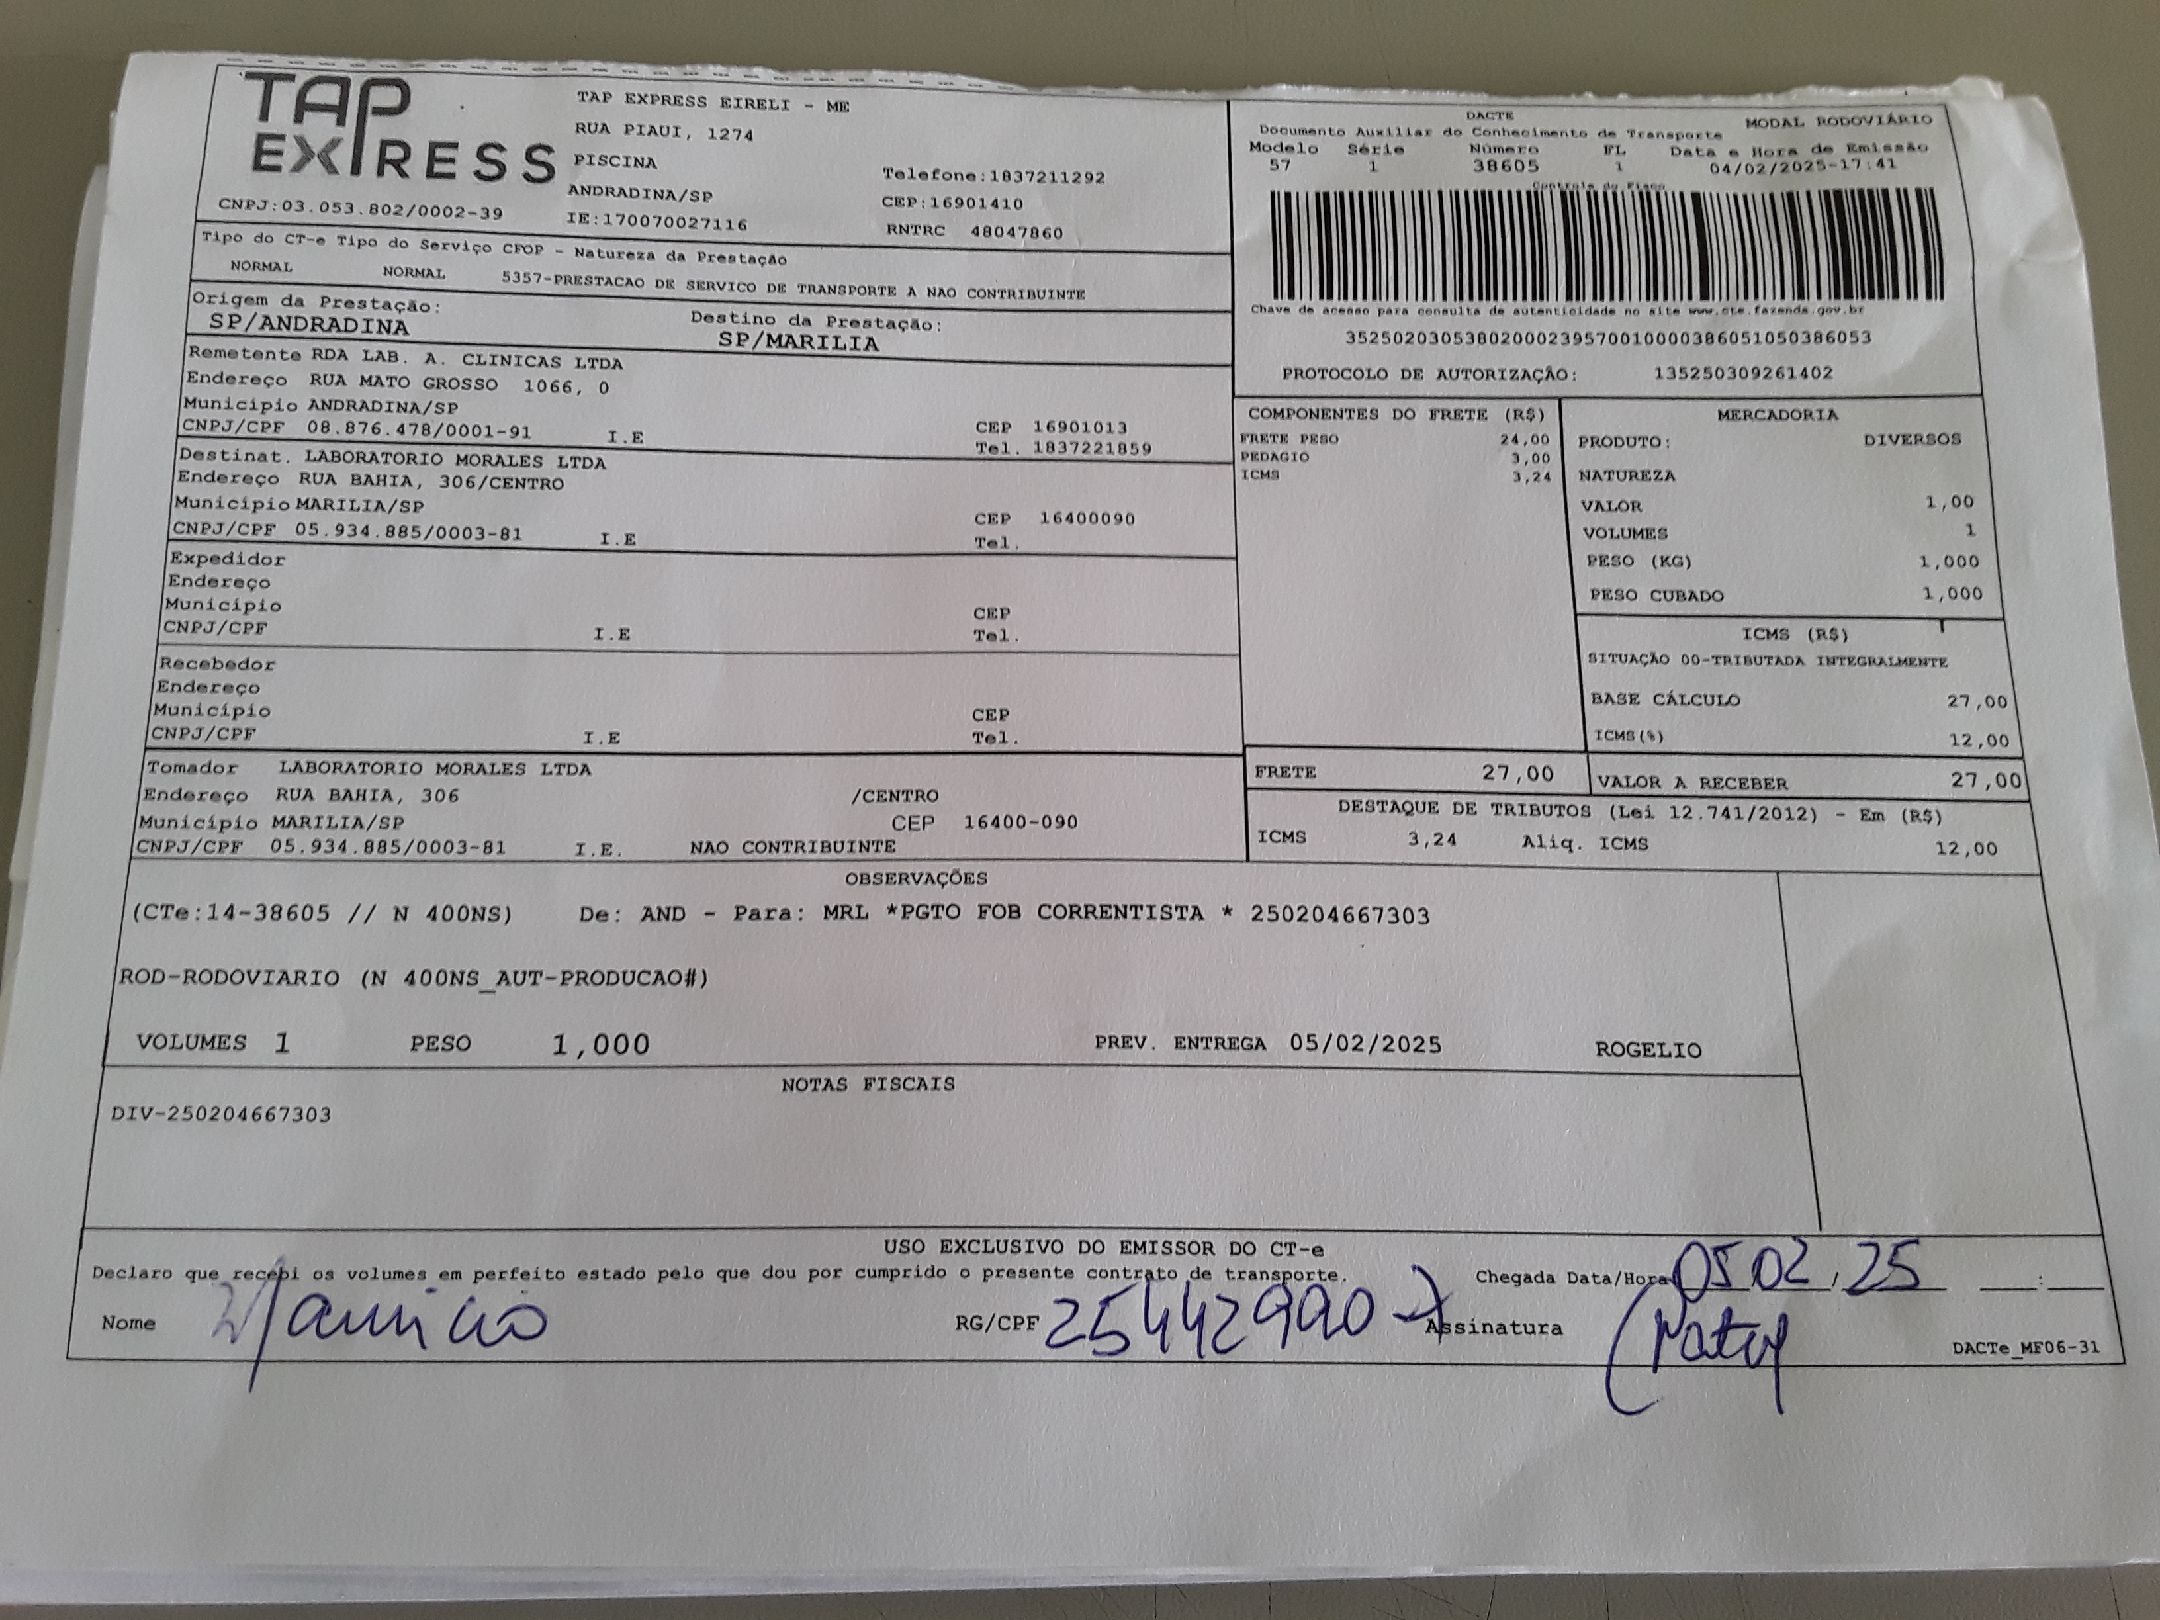 TAP EXPRESS
TAP EXPRESS EIRELI - ME
RUA PIAUI, 1274
PISCINA
Telefone:1837211292
ANDRADINA/SP
CEP:16901410
CNPJ:03.053.802/0002-39
IE:170070027116
RNTRC 48047860
DACTE
MODAL RODOVIÁRIO
Documento Auxiliar do Conhecimento de Transporte
Modelo Série Número FL Data e Hora de Emissão
57 1 38605 1 04/02/2025-17:41
Controle do Fisco
Chave de acesso para consulta de autenticidade no site www.cte.fazenda.gov.br
35250203053802000239570010000386051050386053
PROTOCOLO DE AUTORIZAÇÃO: 135250309261402
Tipo do CT-e Tipo do Serviço CFOP - Natureza da Prestação
NORMAL NORMAL 5357-PRESTACAO DE SERVICO DE TRANSPORTE A NAO CONTRIBUINTE
Origem da Prestação: Destino da Prestação:
SP/ANDRADINA SP/MARILIA
Remetente RDA LAB. A. CLINICAS LTDA
Endereço RUA MATO GROSSO 1066, 0
Município ANDRADINA/SP CEP 16901013
CNPJ/CPF 08.876.478/0001-91 I.E Tel. 1837221859
Destinat. LABORATORIO MORALES LTDA
Endereço RUA BAHIA, 306/CENTRO
Município MARILIA/SP CEP 16400090
CNPJ/CPF 05.934.885/0003-81 I.E Tel.
Expedidor
Endereço
Município CEP
CNPJ/CPF I.E Tel.
Recebedor
Endereço
Município CEP
CNPJ/CPF I.E Tel.
Tomador LABORATORIO MORALES LTDA
Endereço RUA BAHIA, 306 /CENTRO
Município MARILIA/SP CEP 16400-090
CNPJ/CPF 05.934.885/0003-81 I.E. NAO CONTRIBUINTE
COMPONENTES DO FRETE (R$)
FRETE PESO 24,00
PEDAGIO 3,00
ICMS 3,24
MERCADORIA
PRODUTO: DIVERSOS
NATUREZA
VALOR 1,00
VOLUMES 1
PESO (KG) 1,000
PESO CUBADO 1,000
ICMS (R$)
SITUAÇÃO 00-TRIBUTADA INTEGRALMENTE
BASE CÁLCULO 27,00
ICMS(%) 12,00
FRETE 27,00 VALOR A RECEBER 27,00
DESTAQUE DE TRIBUTOS (Lei 12.741/2012) - Em (R$)
ICMS 3,24 Aliq. ICMS 12,00
OBSERVAÇÕES
(CTe:14-38605 // N 400NS) De: AND - Para: MRL *PGTO FOB CORRENTISTA * 250204667303
ROD-RODOVIARIO (N 400NS_AUT-PRODUCAO#)
VOLUMES 1 PESO 1,000 PREV. ENTREGA 05/02/2025 ROGELIO
NOTAS FISCAIS
DIV-250204667303
USO EXCLUSIVO DO EMISSOR DO CT-e
Declaro que recebi os volumes em perfeito estado pelo que dou por cumprido o presente contrato de transporte. Chegada Data/Hora 05 02, 25 :
Nome Mauricio RG/CPF 25442990-7 Assinatura
DACTe_MF06-31